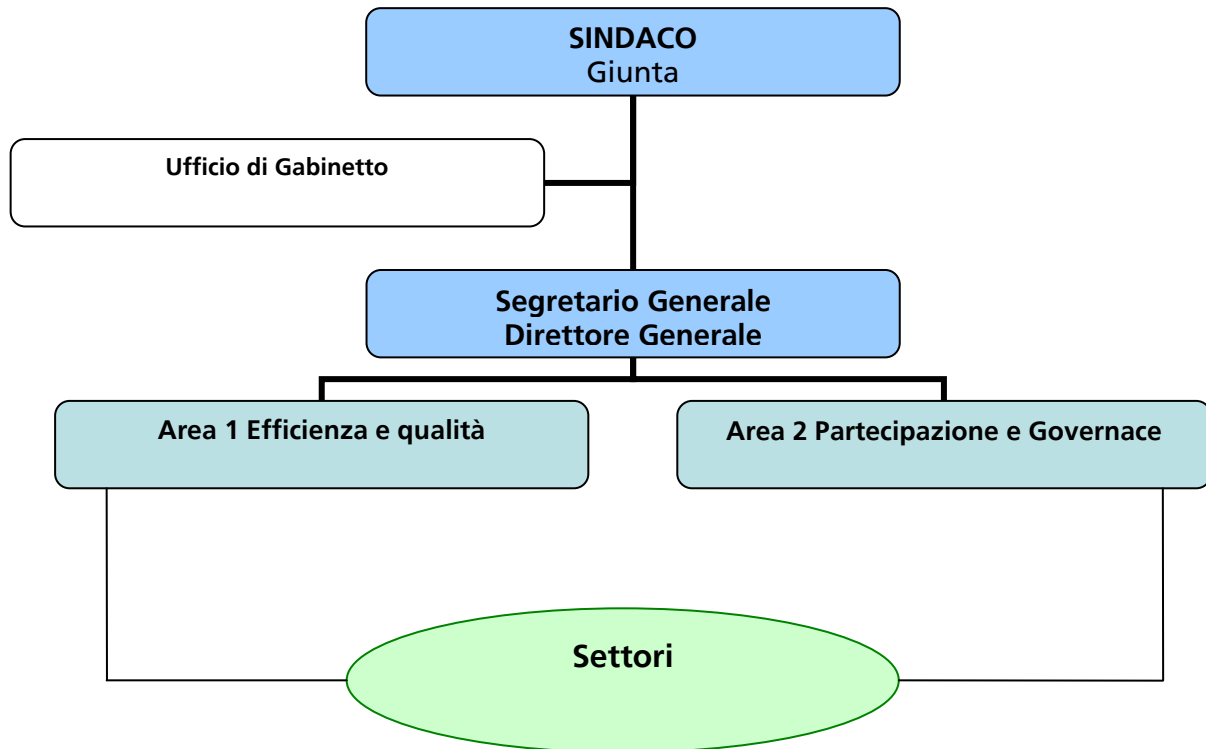 SINDACO
Giunta
Ufficio di Gabinetto
Segretario Generale
Direttore Generale
Area 1 Efficienza e qualità
Area 2 Partecipazione e Governace
Settori